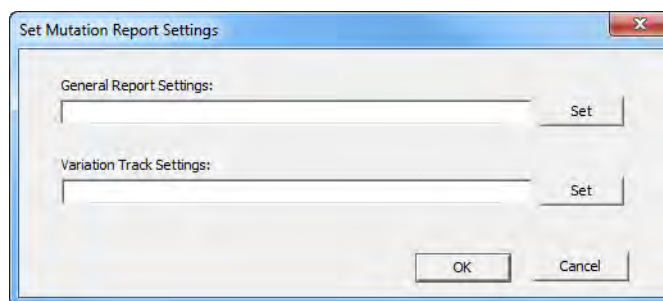 Set Mutation Report Settings
General Report Settings:
Set
Variation Track Settings:
Set
OK Cancel